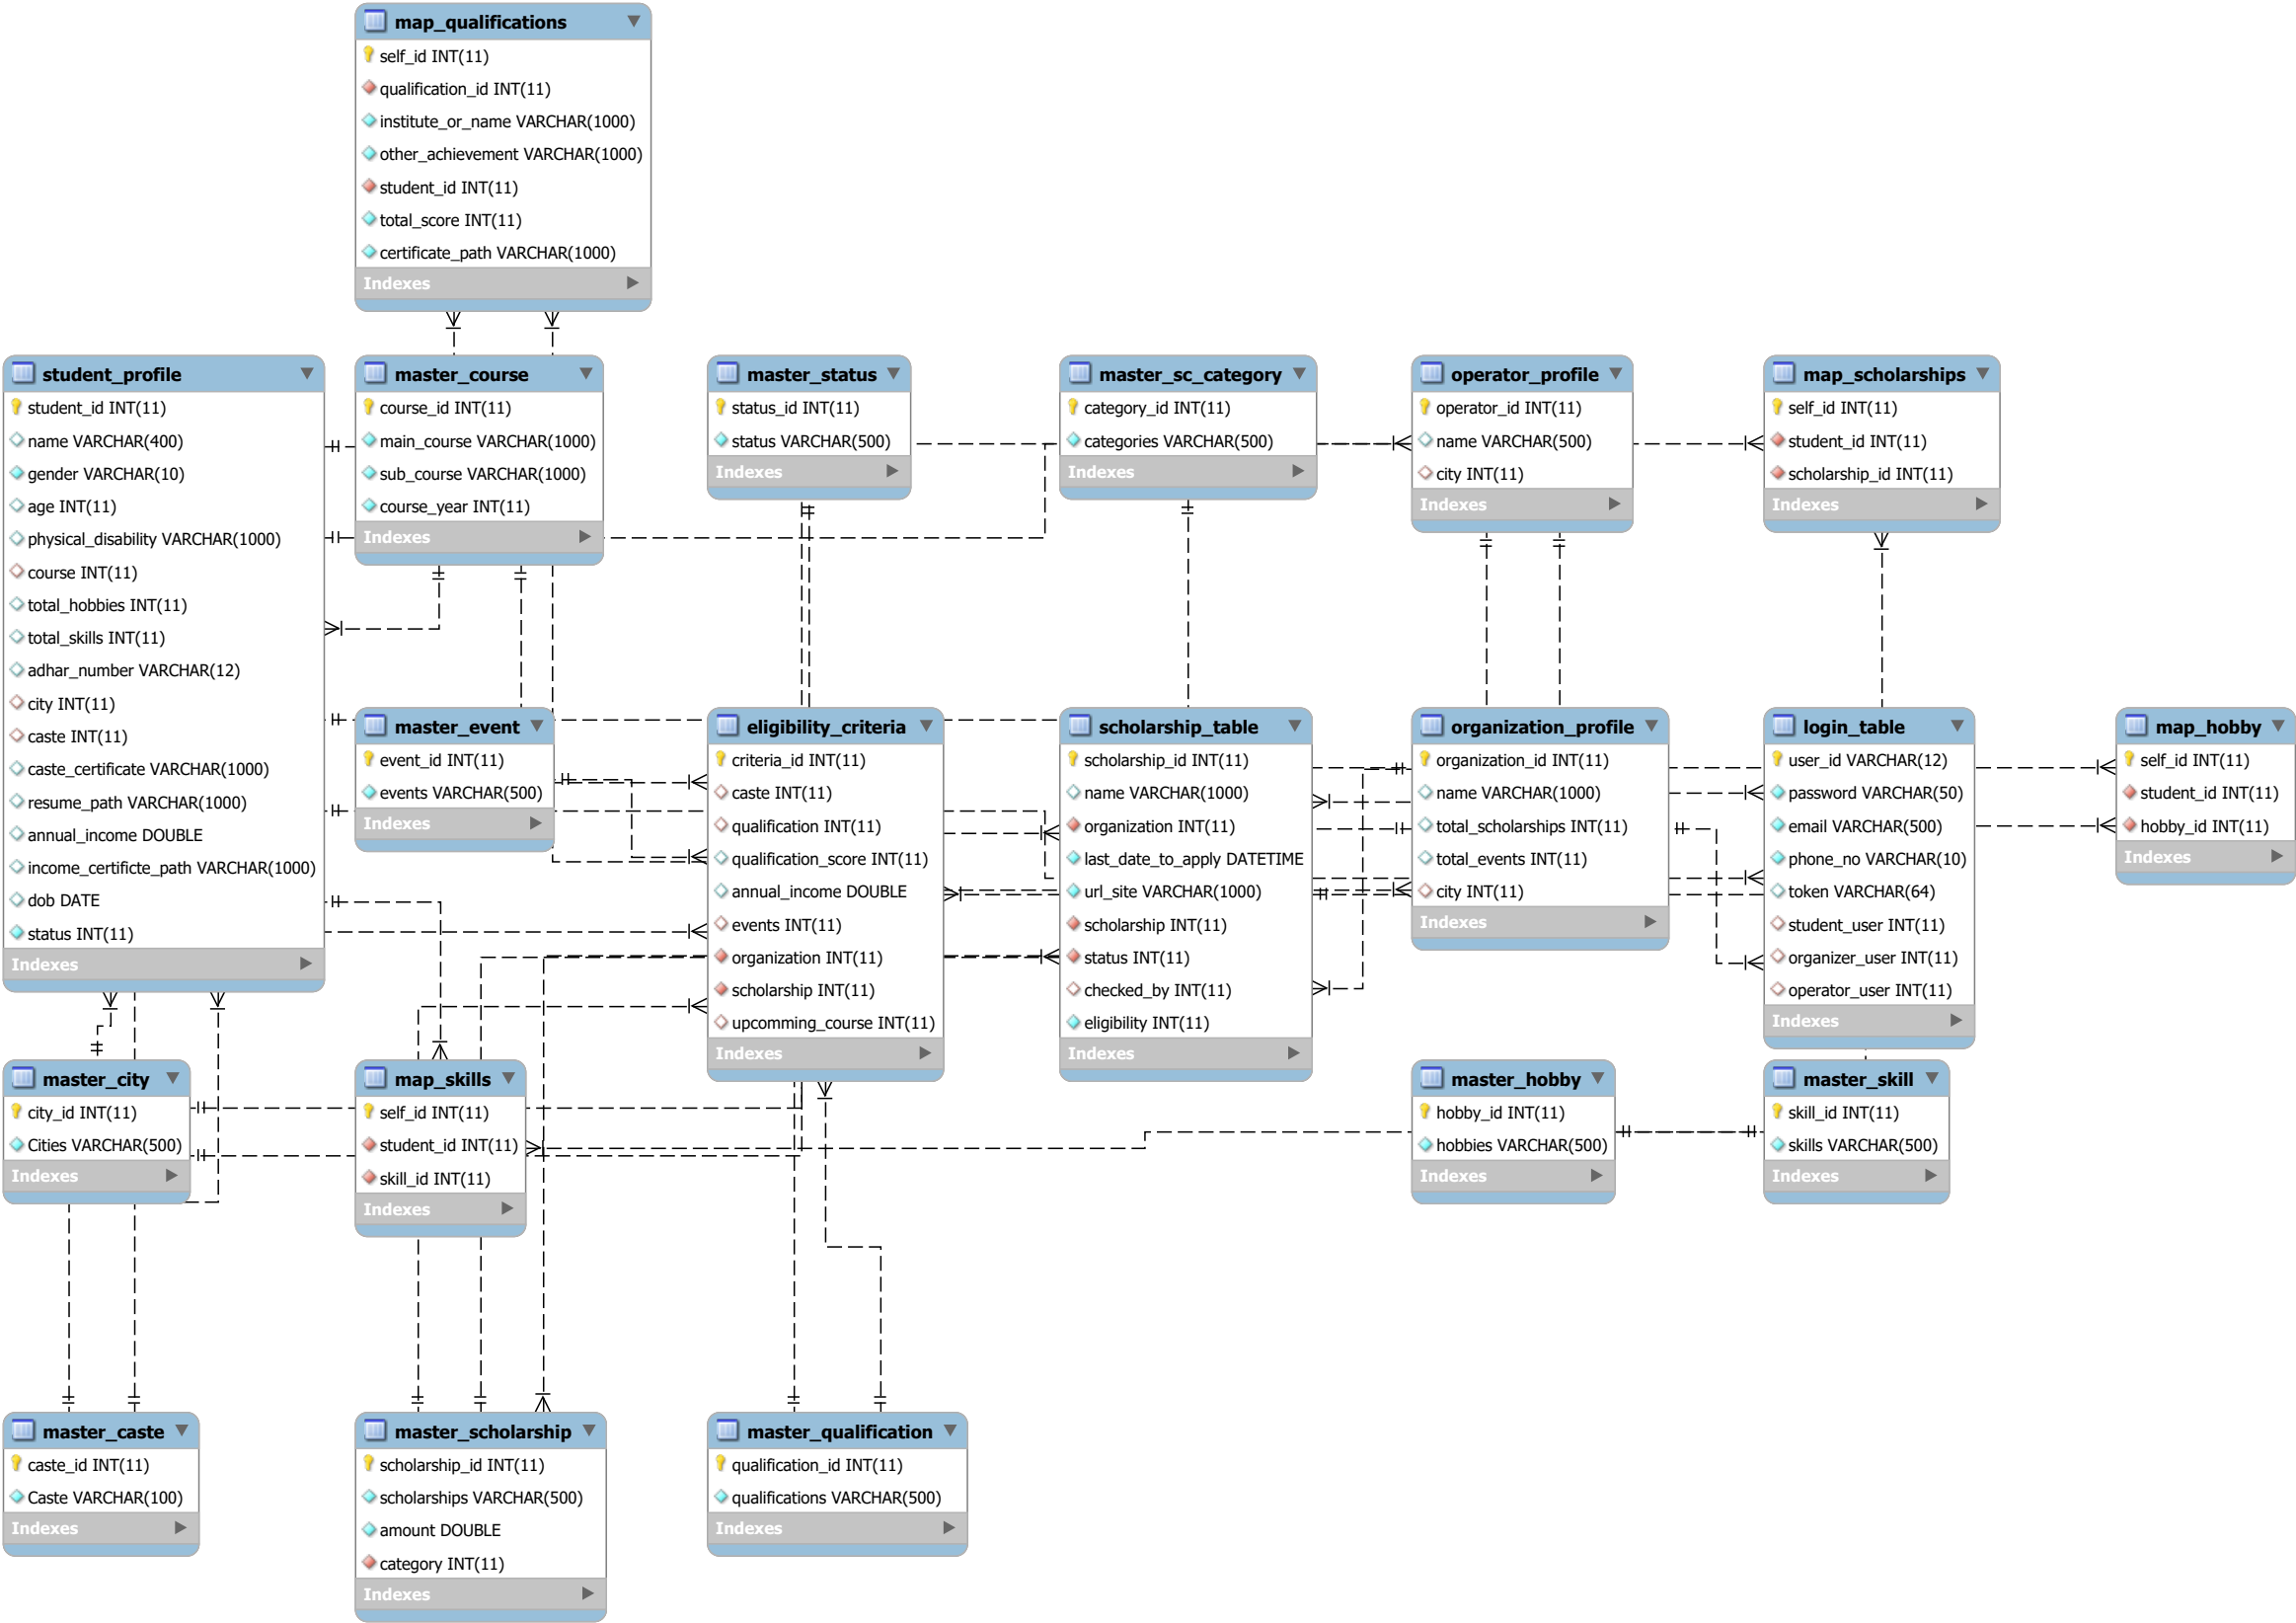 map_qualifications
self_id INT(11)
qualification_id INT(11)
institute_or_name VARCHAR(1000)
other_achievement VARCHAR(1000)
student_id INT(11)
total_score INT(11)
certificate_path VARCHAR(1000)
Indexes
student_profile
student_id INT(11)
name VARCHAR(400)
gender VARCHAR(10)
age INT(11)
physical_disability VARCHAR(1000)
course INT(11)
total_hobbies INT(11)
total_skills INT(11)
adhar_number VARCHAR(12)
city INT(11)
caste INT(11)
caste_certificate VARCHAR(1000)
resume_path VARCHAR(1000)
annual_income DOUBLE
income_certificte_path VARCHAR(1000)
dob DATE
status INT(11)
Indexes
master_course
course_id INT(11)
main_course VARCHAR(1000)
sub_course VARCHAR(1000)
course_year INT(11)
Indexes
master_status
status_id INT(11)
status VARCHAR(500)
Indexes
master_sc_category
category_id INT(11)
categories VARCHAR(500)
Indexes
operator_profile
operator_id INT(11)
name VARCHAR(500)
city INT(11)
Indexes
map_scholarships
self_id INT(11)
student_id INT(11)
scholarship_id INT(11)
Indexes
master_event
event_id INT(11)
events VARCHAR(500)
Indexes
eligibility_criteria
criteria_id INT(11)
caste INT(11)
qualification INT(11)
qualification_score INT(11)
annual_income DOUBLE
events INT(11)
organization INT(11)
scholarship INT(11)
upcomming_course INT(11)
Indexes
scholarship_table
scholarship_id INT(11)
name VARCHAR(1000)
organization INT(11)
last_date_to_apply DATETIME
url_site VARCHAR(1000)
scholarship INT(11)
status INT(11)
checked_by INT(11)
eligibility INT(11)
Indexes
organization_profile
organization_id INT(11)
name VARCHAR(1000)
total_scholarships INT(11)
total_events INT(11)
city INT(11)
Indexes
login_table
user_id VARCHAR(12)
password VARCHAR(50)
email VARCHAR(500)
phone_no VARCHAR(10)
token VARCHAR(64)
student_user INT(11)
organizer_user INT(11)
operator_user INT(11)
Indexes
map_hobby
self_id INT(11)
student_id INT(11)
hobby_id INT(11)
Indexes
master_city
city_id INT(11)
Cities VARCHAR(500)
Indexes
map_skills
self_id INT(11)
student_id INT(11)
skill_id INT(11)
Indexes
master_hobby
hobby_id INT(11)
hobbies VARCHAR(500)
Indexes
master_skill
skill_id INT(11)
skills VARCHAR(500)
Indexes
master_caste
caste_id INT(11)
Caste VARCHAR(100)
Indexes
master_scholarship
scholarship_id INT(11)
scholarships VARCHAR(500)
amount DOUBLE
category INT(11)
Indexes
master_qualification
qualification_id INT(11)
qualifications VARCHAR(500)
Indexes